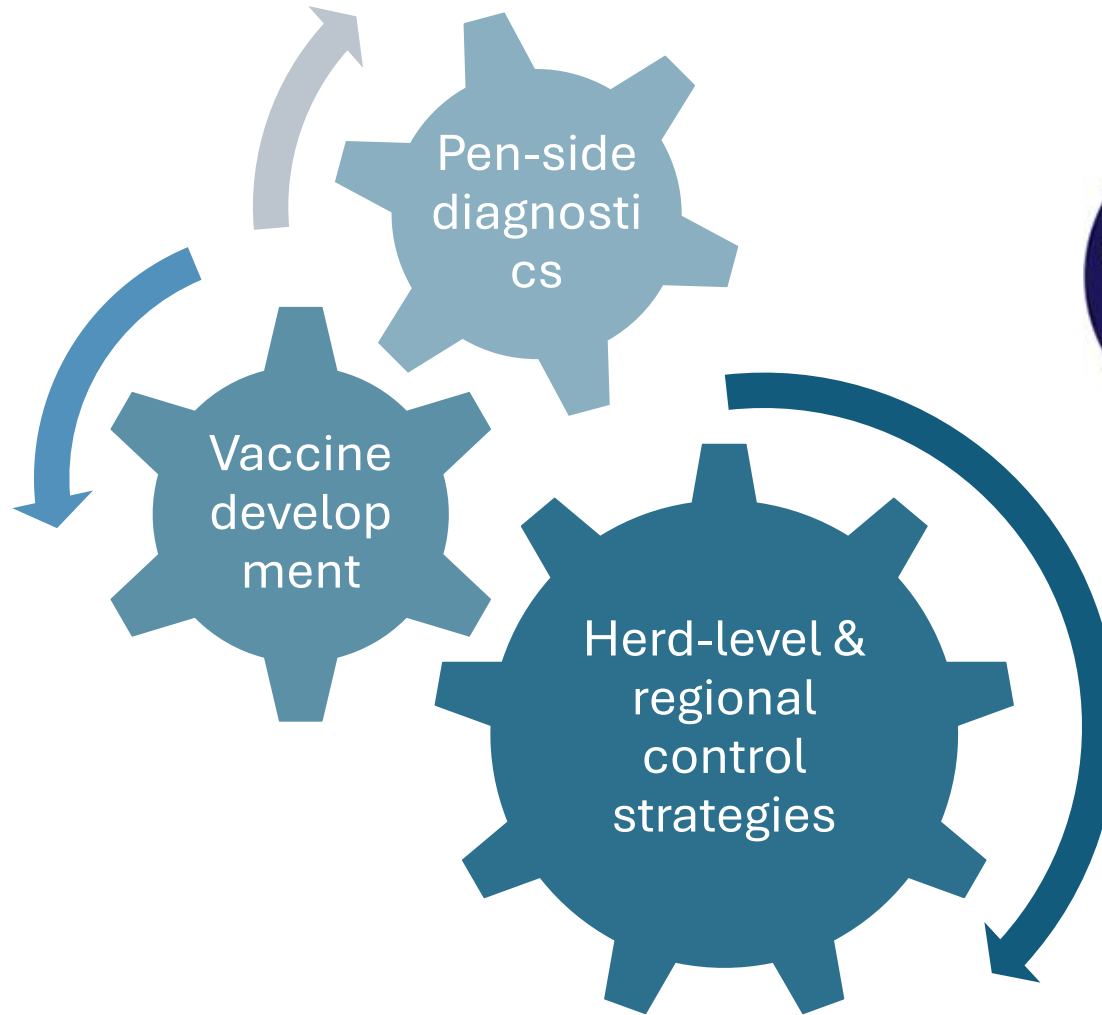 Pen-side
diagnosti
cs
Vaccine
develop
ment
Herd-level &
regional
control
strategies